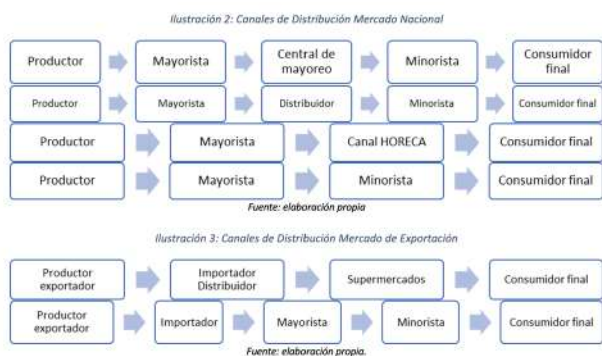 Ilustración 2: Canales de Distribución Mercado Nacional
Productor Mayorista Central de mayoreo Minorista Consumidor final
Productor Mayorista Distribuidor Minorista Consumidor final
Productor Mayorista Canal HORECA Consumidor final
Productor Mayorista Minorista Consumidor final
Fuente: elaboración propia
Ilustración 3: Canales de Distribución Mercado de Exportación
Productor exportador Importador Distribuidor Supermercados Consumidor final
Productor exportador Importador Mayorista Minorista Consumidor final
Fuente: elaboración propia.